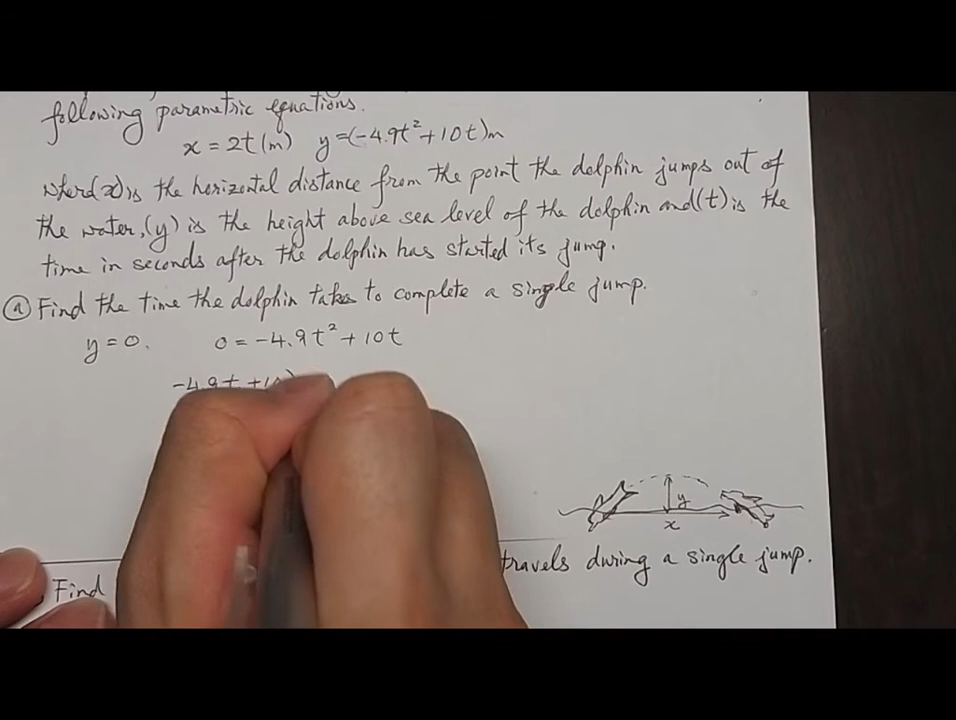 following parametric equations.
x = 2t (m) y = (-4.9t² + 10t)m
where (x) is the horizontal distance from the point the dolphin jumps out of
the water, (y) is the height above sea level of the dolphin and (t) is the
time in seconds after the dolphin has started its jump.
ⓐ Find the time the dolphin takes to complete a single jump.
y = 0. 0 = -4.9t² + 10t
-4.9t + 10
y
x
Find travels during a single jump.